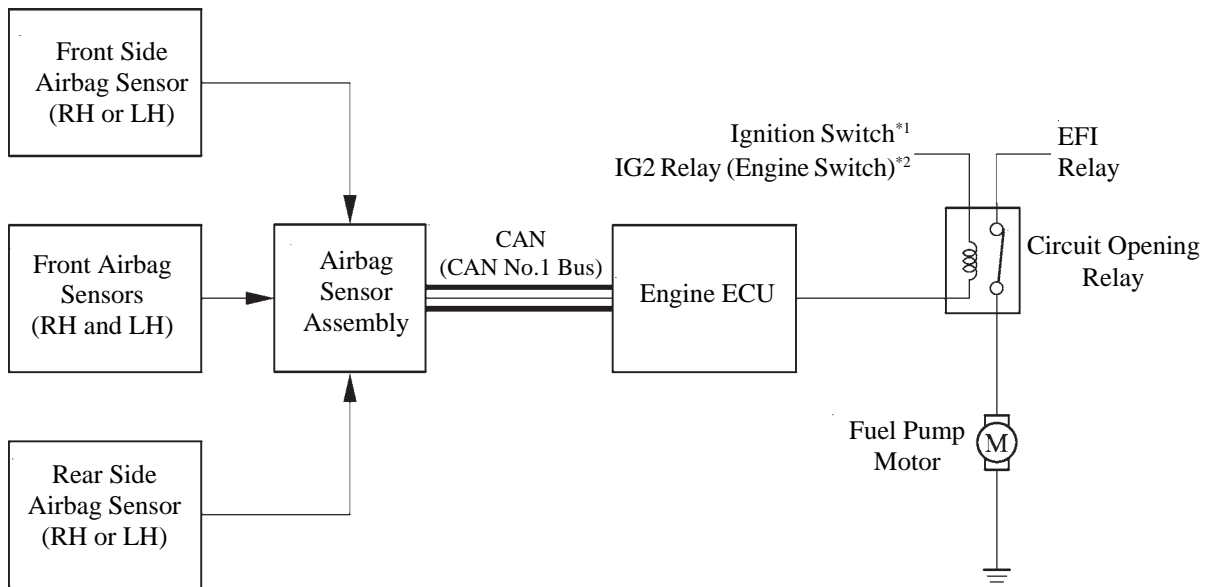 Front Side
Airbag Sensor
(RH or LH)
Front Airbag
Sensors
(RH and LH)
Rear Side
Airbag Sensor
(RH or LH)
Airbag
Sensor
Assembly
CAN
(CAN No.1 Bus)
Engine ECU
Ignition Switch*1
IG2 Relay (Engine Switch)*2
EFI
Relay
Circuit Opening
Relay
Fuel Pump
Motor
M